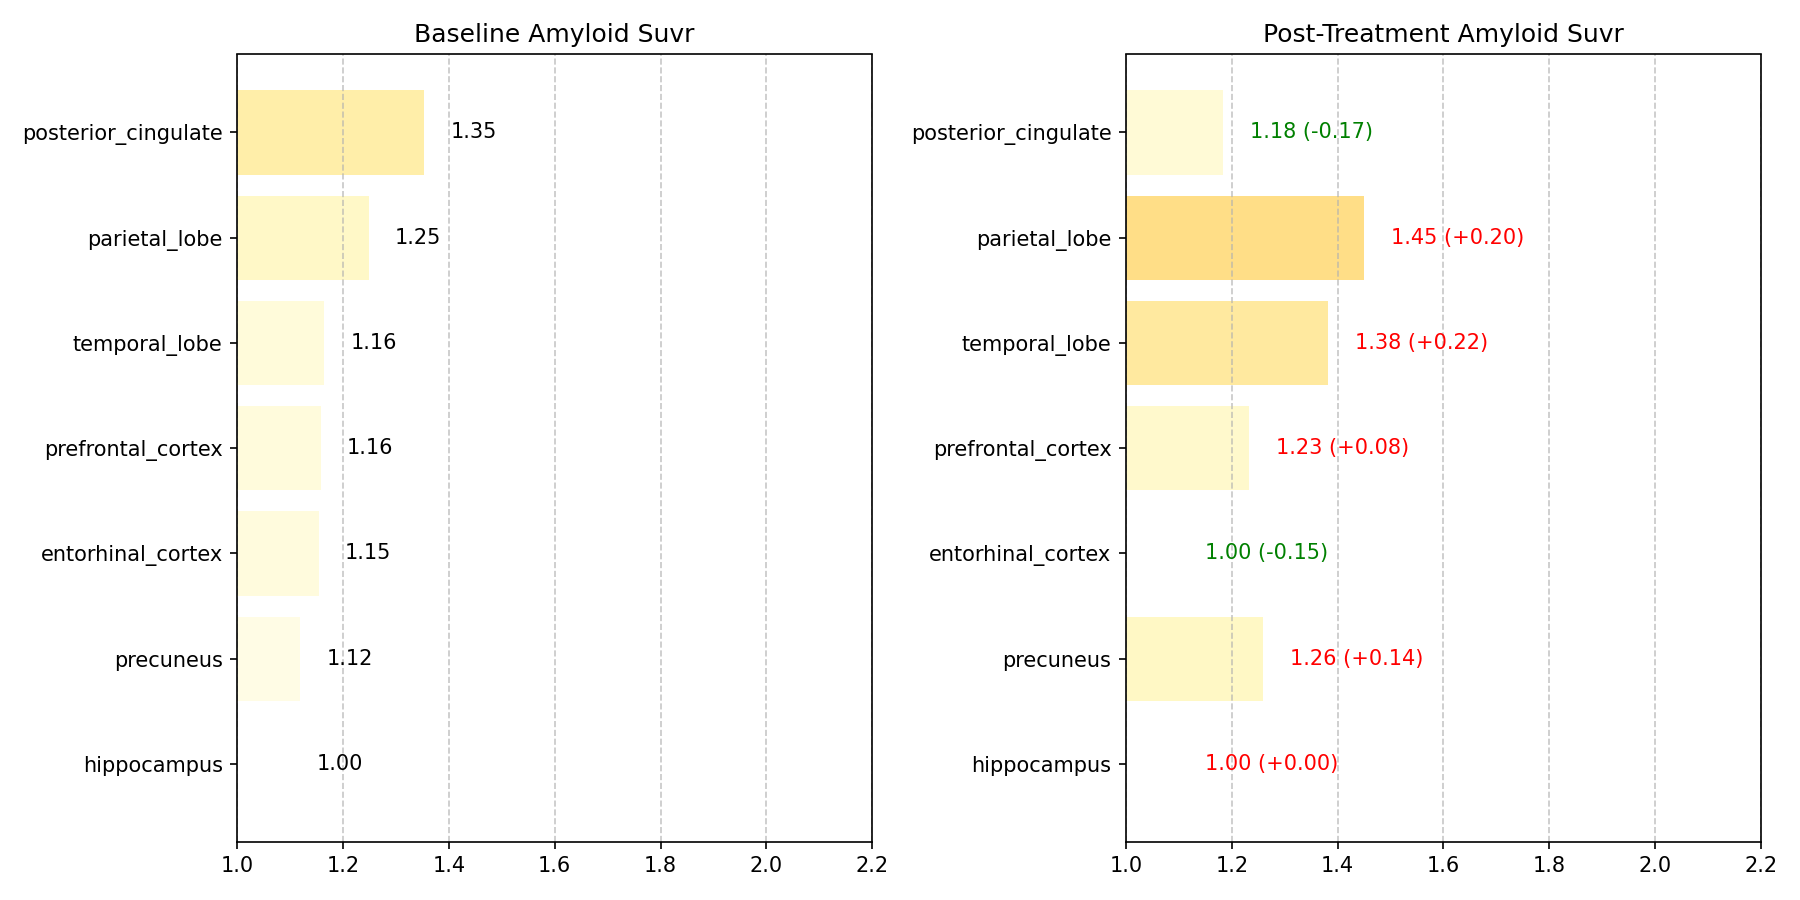 Baseline Amyloid Suvr
posterior_cingulate 1.35
parietal_lobe 1.25
temporal_lobe 1.16
prefrontal_cortex 1.16
entorhinal_cortex 1.15
precuneus 1.12
hippocampus 1.00
1.0 1.2 1.4 1.6 1.8 2.0 2.2
Post-Treatment Amyloid Suvr
posterior_cingulate 1.18 (-0.17)
parietal_lobe 1.45 (+0.20)
temporal_lobe 1.38 (+0.22)
prefrontal_cortex 1.23 (+0.08)
entorhinal_cortex 1.00 (-0.15)
precuneus 1.26 (+0.14)
hippocampus 1.00 (+0.00)
1.0 1.2 1.4 1.6 1.8 2.0 2.2